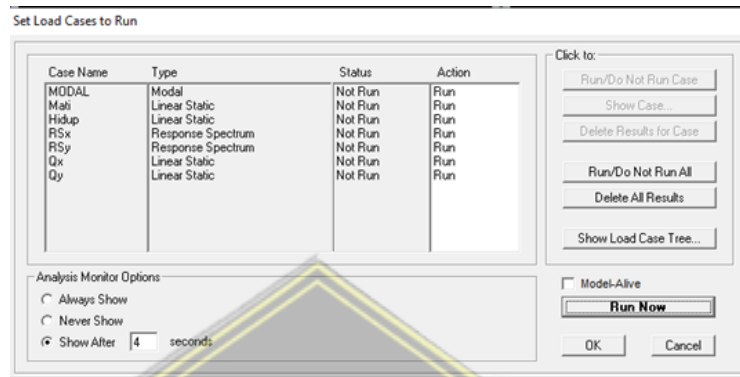 Set Load Cases to Run
Case Name Type Status Action
MODAL Modal Not Run Run
Mati Linear Static Not Run Run
Hidup Linear Static Not Run Run
RSx Response Spectrum Not Run Run
RSy Response Spectrum Not Run Run
Qx Linear Static Not Run Run
Qy Linear Static Not Run Run
Click to:
Run/Do Not Run Case
Show Case...
Delete Results for Case
Run/Do Not Run All
Delete All Results
Show Load Case Tree...
Analysis Monitor Options
Always Show
Never Show
Show After 4 seconds
Model-Alive
Run Now
OK Cancel